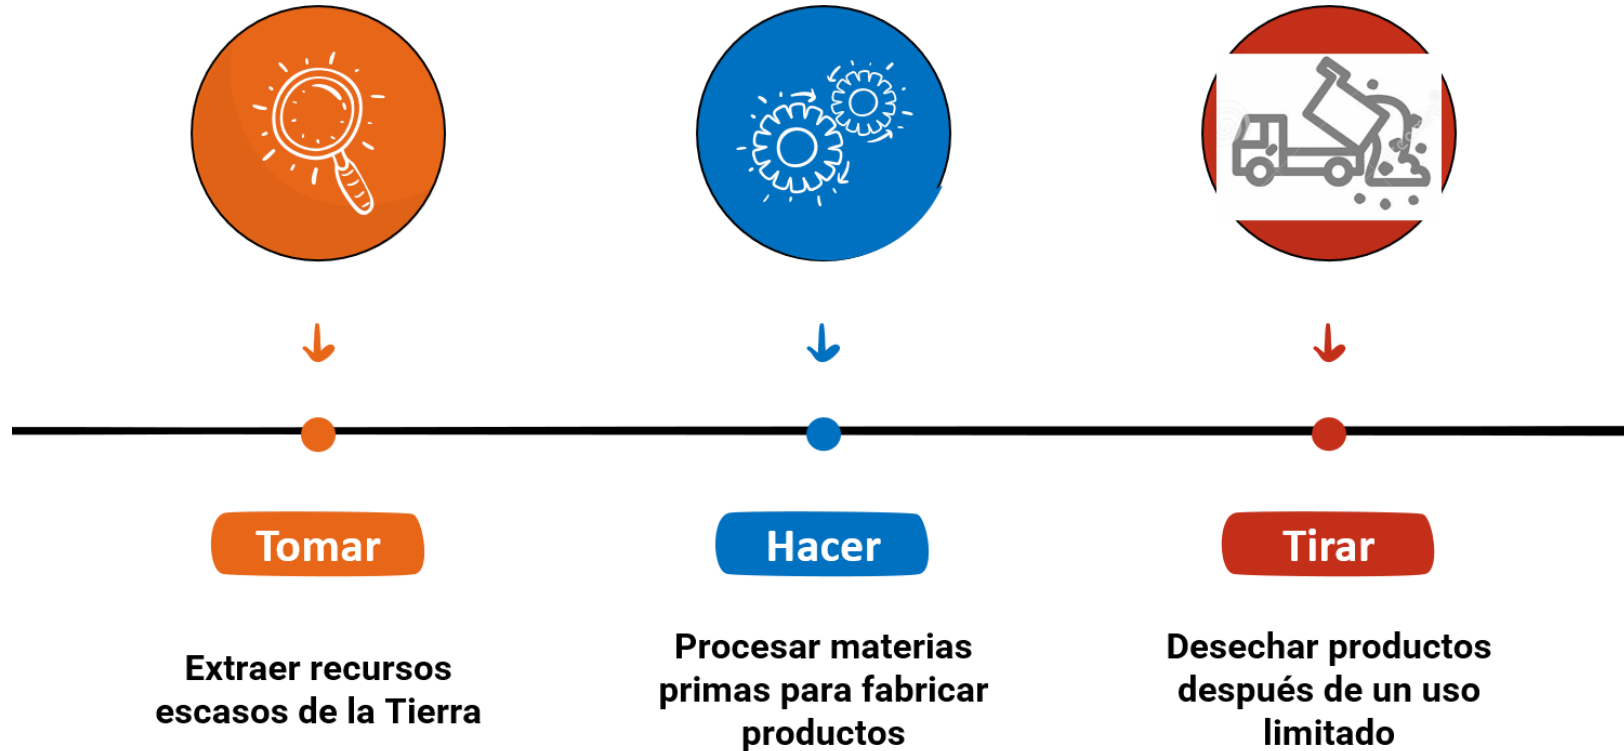 Tomar
Extraer recursos
escasos de la Tierra
Hacer
Procesar materias
primas para fabricar
productos
Tirar
Desechar productos
después de un uso
limitado